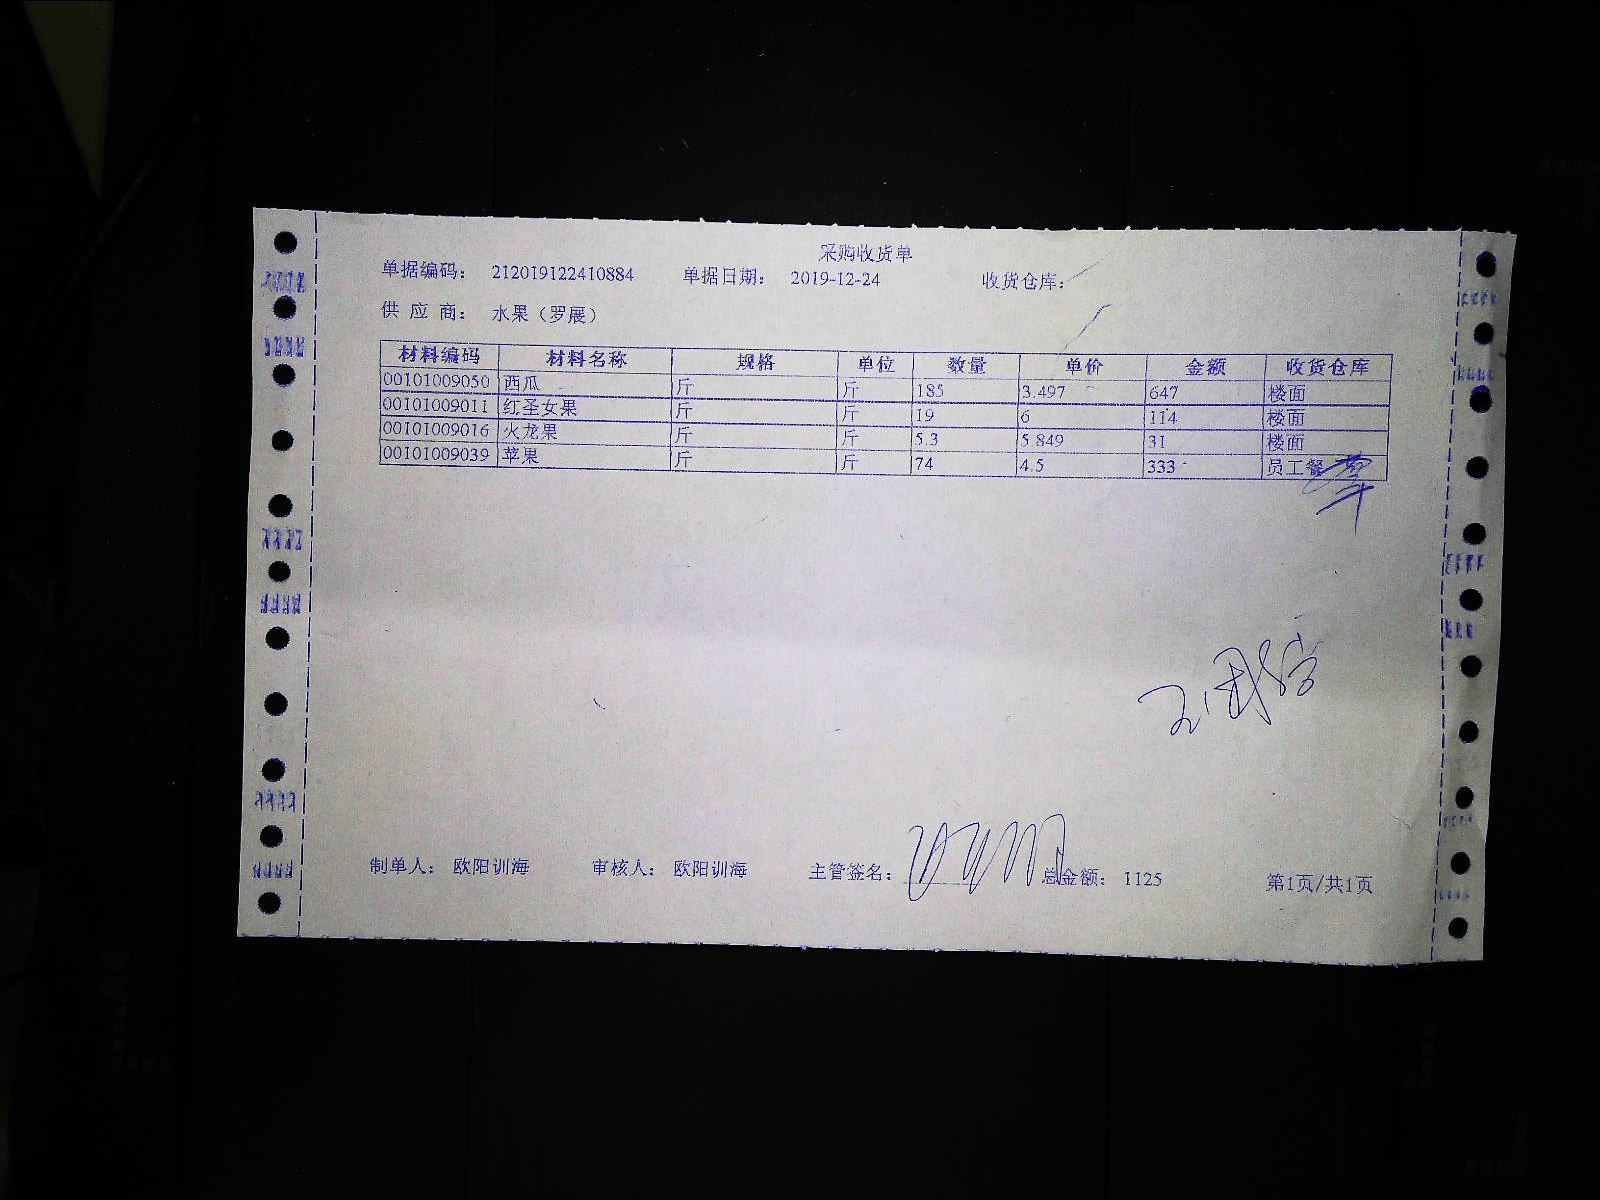 采购收货单
单据编码： 212019122410884 单据日期： 2019-12-24 收货仓库：
供 应 商： 水果（罗展）
材料编码 材料名称 规格 单位 数量 单价 金额 收货仓库
00101009050 西瓜 斤 斤 185 3.497 647 楼面
00101009011 红圣女果 斤 斤 19 6 114 楼面
00101009016 火龙果 斤 斤 5.3 5.849 31 楼面
00101009039 苹果 斤 斤 74 4.5 333 员工餐
制单人： 欧阳训海 审核人： 欧阳训海 主管签名： 总金额： 1125 第1页/共1页